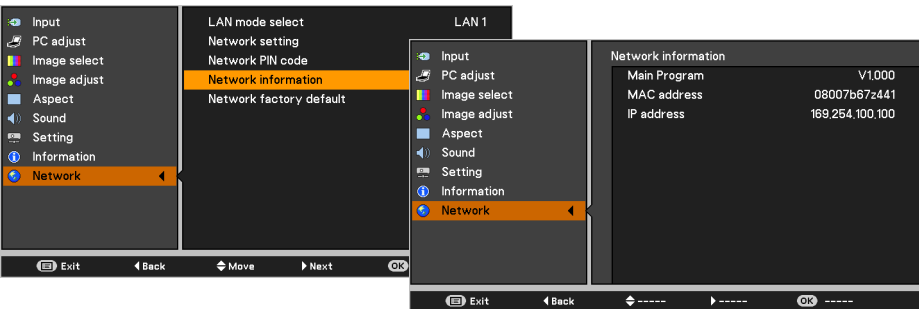 Input
PC adjust
Image select
Image adjust
Aspect
Sound
Setting
Information
Network
LAN mode select LAN 1
Network setting
Network PIN code
Network information
Network factory default
Exit Back Move Next OK
Input
PC adjust
Image select
Image adjust
Aspect
Sound
Setting
Information
Network
Network information
Main Program V1,000
MAC address 08007b67z441
IP address 169,254,100,100
Exit Back ----- ----- OK -----